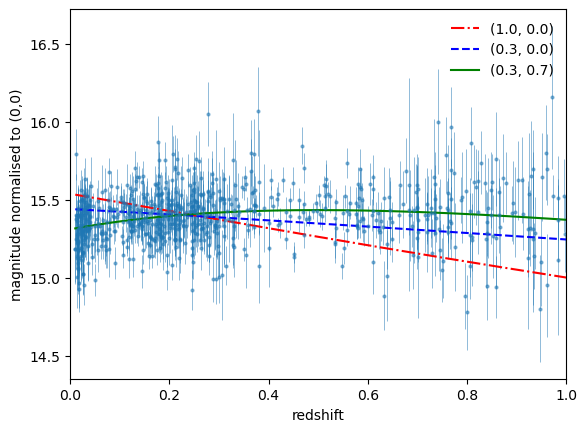 (1.0, 0.0)
(0.3, 0.0)
(0.3, 0.7)
magnitude normalised to (0,0)
16.5
16.0
15.5
15.0
14.5
0.0 0.2 0.4 0.6 0.8 1.0
redshift